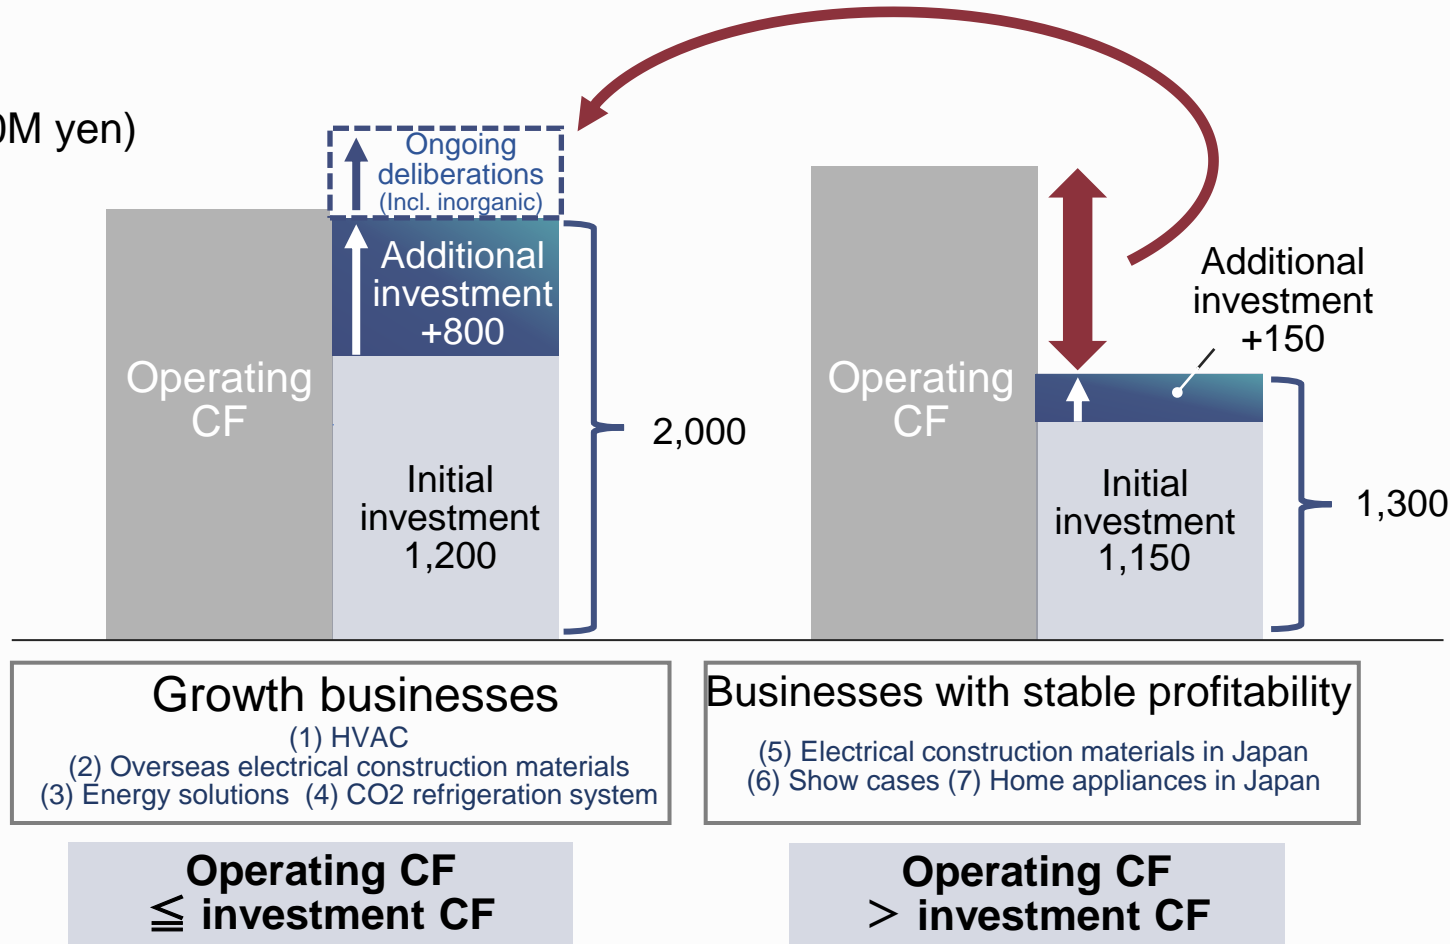 0M yen)
Ongoing
deliberations
(Incl. inorganic)
Additional
investment
+800
Operating
CF
Initial
investment
1,200
2,000
Operating
CF
Additional
investment
+150
Initial
investment
1,150
1,300
Growth businesses
(1) HVAC
(2) Overseas electrical construction materials
(3) Energy solutions (4) CO2 refrigeration system
Businesses with stable profitability
(5) Electrical construction materials in Japan
(6) Show cases (7) Home appliances in Japan
Operating CF
≦ investment CF
Operating CF
> investment CF